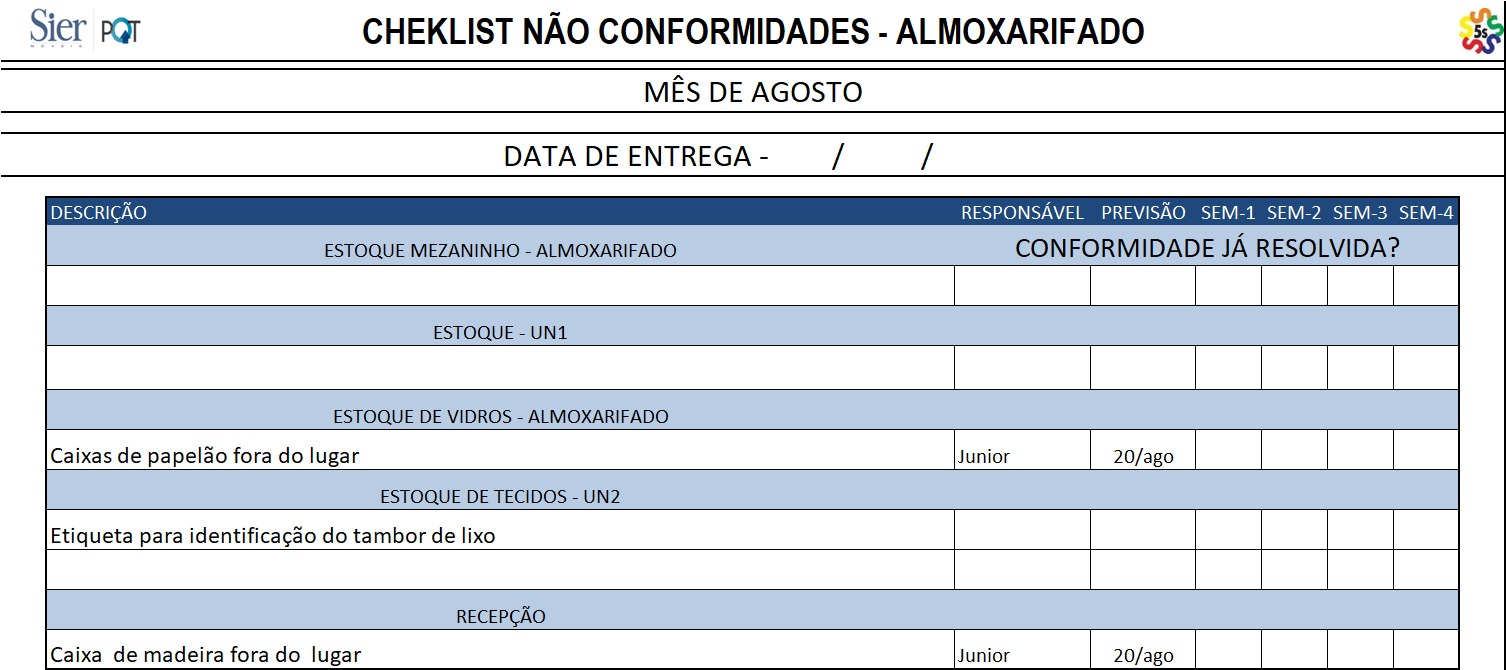 Sier MÓVEIS PQT
CHEKLIST NÃO CONFORMIDADES - ALMOXARIFADO
5s
MÊS DE AGOSTO
DATA DE ENTREGA - / /
DESCRIÇÃO RESPONSÁVEL PREVISÃO SEM-1 SEM-2 SEM-3 SEM-4
ESTOQUE MEZANINHO - ALMOXARIFADO CONFORMIDADE JÁ RESOLVIDA?
ESTOQUE - UN1
ESTOQUE DE VIDROS - ALMOXARIFADO
Caixas de papelão fora do lugar Junior 20/ago
ESTOQUE DE TECIDOS - UN2
Etiqueta para identificação do tambor de lixo
RECEPÇÃO
Caixa de madeira fora do lugar Junior 20/ago